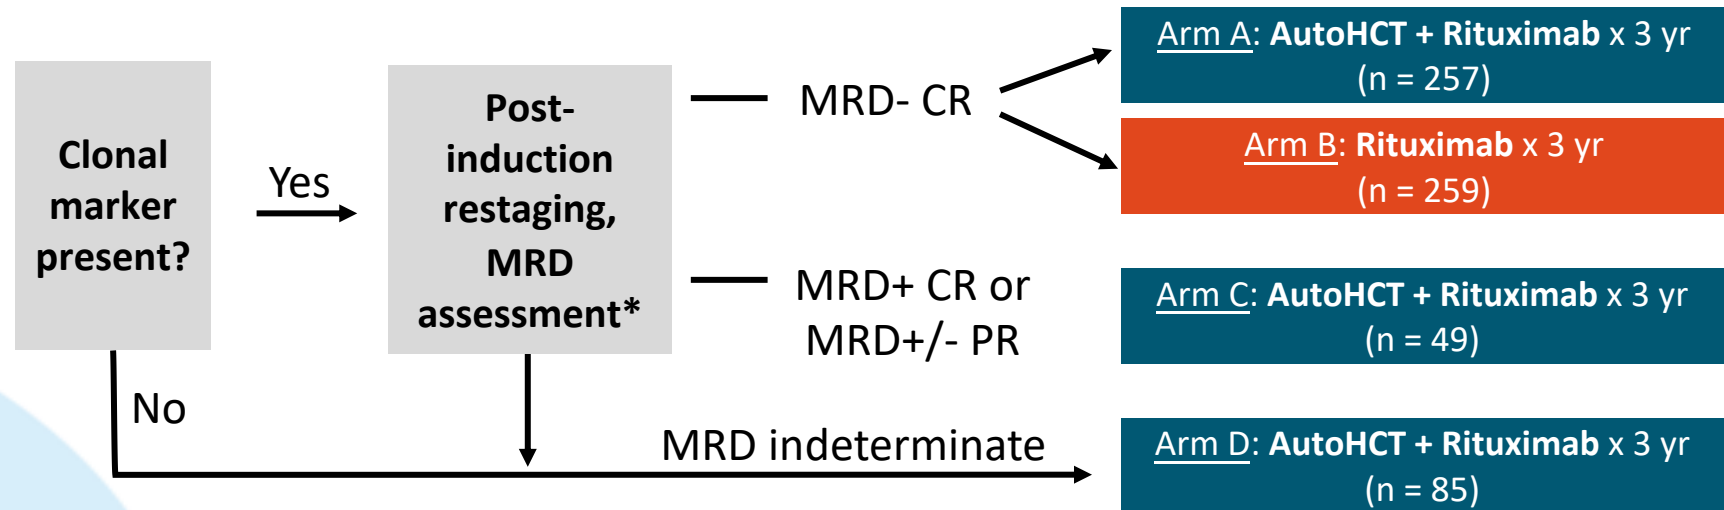 Clonal
marker
present?
Yes
No
Post-
induction
restaging,
MRD
assessment*
MRD- CR
MRD+ CR or
MRD+/- PR
MRD indeterminate
Arm A: AutoHCT + Rituximab x 3 yr
(n = 257)
Arm B: Rituximab x 3 yr
(n = 259)
Arm C: AutoHCT + Rituximab x 3 yr
(n = 49)
Arm D: AutoHCT + Rituximab x 3 yr
(n = 85)